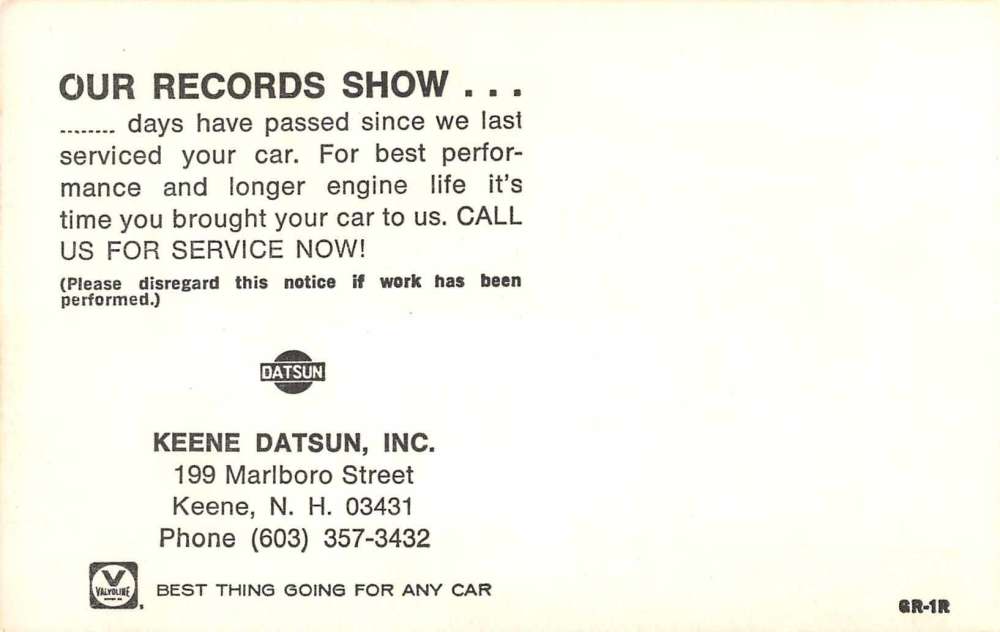 OUR RECORDS SHOW . . .
......... days have passed since we last
serviced your car. For best perfor-
mance and longer engine life it's
time you brought your car to us. CALL
US FOR SERVICE NOW!
(Please disregard this notice if work has been
performed.)
DATSUN
KEENE DATSUN, INC.
199 Marlboro Street
Keene, N. H. 03431
Phone (603) 357-3432
V
VALVOLINE
BEST THING GOING FOR ANY CAR
GR-1R